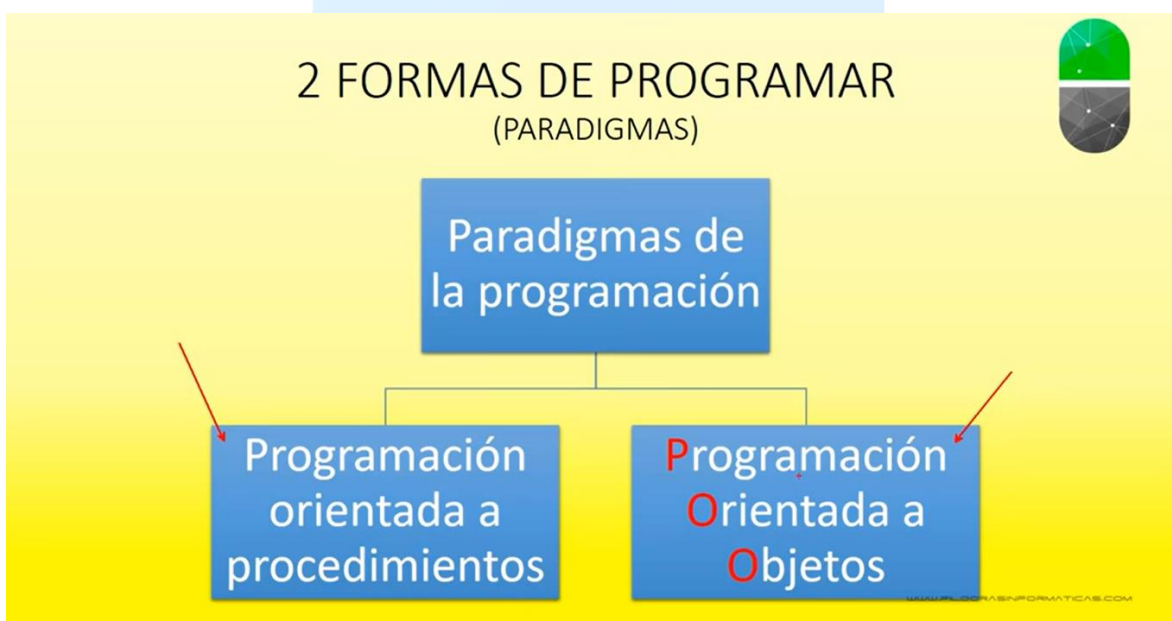 2 FORMAS DE PROGRAMAR
(PARADIGMAS)
Paradigmas de
la programación
Programación
orientada a
procedimientos
Programación
Orientada a
Objetos
WWW.PILDORASINFORMATICAS.COM